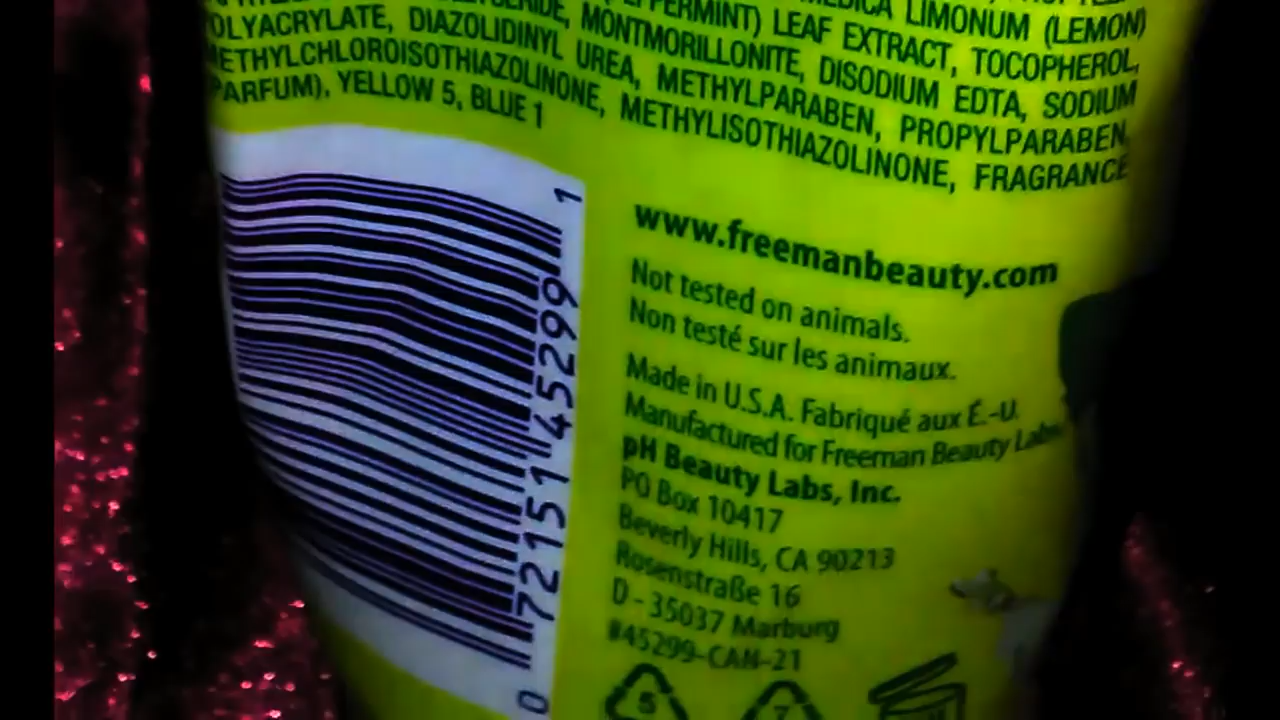 MEDICA LIMONUM (LEMON)
(PEPPERMINT) LEAF EXTRACT, TOCOPHEROL,
OLYACRYLATE, DIAZOLIDINYL UREA, MONTMORILLONITE, DISODIUM EDTA, SODIUM
METHYLCHLOROISOTHIAZOLINONE, METHYLPARABEN, PROPYLPARABEN,
PARFUM), YELLOW 5, BLUE 1 METHYLISOTHIAZOLINONE, FRAGRANCE
0 72151 45299 1
www.freemanbeauty.com
Not tested on animals.
Non testé sur les animaux.
Made in U.S.A. Fabriqué aux É.-U.
Manufactured for Freeman Beauty Labs
pH Beauty Labs, Inc.
PO Box 10417
Beverly Hills, CA 90213
Rosenstraße 16
D - 35037 Marburg
#45299-CAN-21
5 7